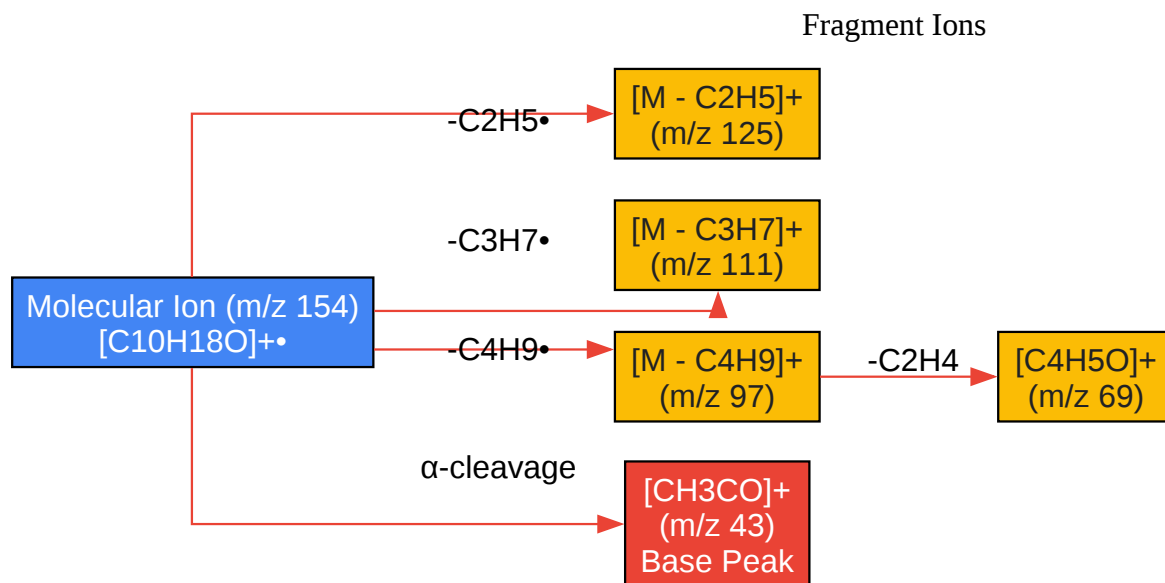 Fragment Ions
[M - C2H5]+
(m/z 125)
-C2H5•
[M - C3H7]+
(m/z 111)
-C3H7•
Molecular Ion (m/z 154)
[C10H18O]+•
-C4H9•
[M - C4H9]+
(m/z 97)
-C2H4
[C4H5O]+
(m/z 69)
α-cleavage
[CH3CO]+
(m/z 43)
Base Peak